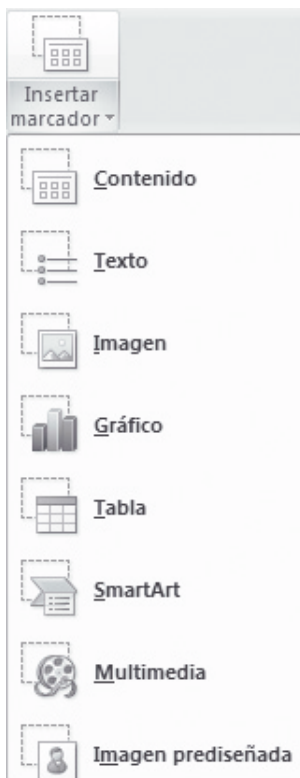 Insertar
marcador
Contenido
Texto
Imagen
Gráfico
Tabla
SmartArt
Multimedia
Imagen prediseñada